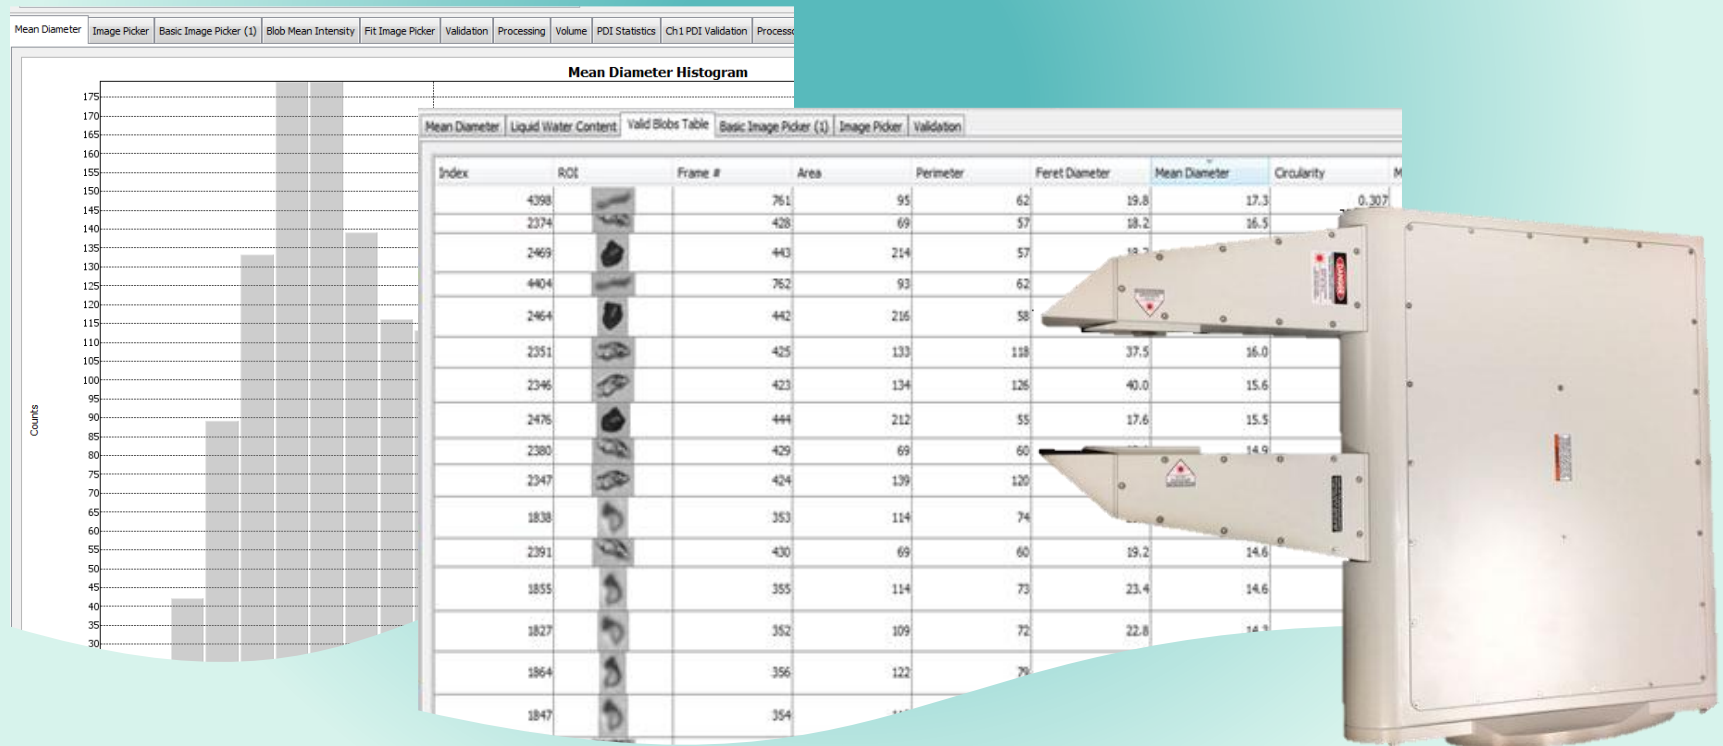 Mean Diameter Image Picker Basic Image Picker (1) Blob Mean Intensity Fit Image Picker Validation Processing Volume PDI Statistics Ch1 PDI Validation Processo
Mean Diameter Histogram
175
170
165
160
155
150
145
140
135
130
125
120
115
110
105
100
95
90
85
80
75
70
65
60
55
50
45
40
35
30
Counts
Mean Diameter Liquid Water Content Valid Blobs Table Basic Image Picker (1) Image Picker Validation
Index ROI Frame # Area Perimeter Feret Diameter Mean Diameter Circularity M
4398 761 95 62 19.8 17.3 0.307
2374 428 69 57 18.2 16.5
2469 443 214 57
4404 762 93 62
2464 442 216 58
2351 425 133 118 37.5 16.0
2346 423 134 126 40.0 15.6
2476 444 212 55 17.6 15.5
2380 429 69 60 14.9
2347 424 139 120
1838 353 114 74
2391 430 69 60 19.2 14.6
1855 355 114 73 23.4 14.6
1827 352 109 72 22.8
1864 356 122
1847 354
DANGER